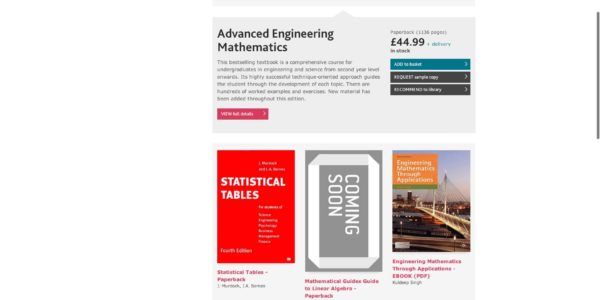 Advanced Engineering
Mathematics
This bestselling textbook is a comprehensive course for
undergraduates in engineering and science from second year level
onwards. Its highly successful technique-oriented approach guides
the student through the development of each topic. There are
hundreds of worked examples and exercises. New material has
been added throughout this edition.
VIEW full details
Paperback (1136 pages)
£44.99 + delivery
In stock
ADD to basket
REQUEST sample copy
RECOMMEND to library
J. Murdoch
and J.A. Barnes
STATISTICAL
TABLES
For students of
Science
Engineering
Psychology
Business
Management
Finance
Fourth Edition
Statistical Tables -
Paperback
J. Murdoch, J.A. Barnes
COMING
SOON
Mathematical Guides Guide
to Linear Algebra -
Paperback
Engineering
Mathematics
Through
Applications
Engineering Mathematics
Through Applications -
EBOOK (PDF)
Kuldeep Singh